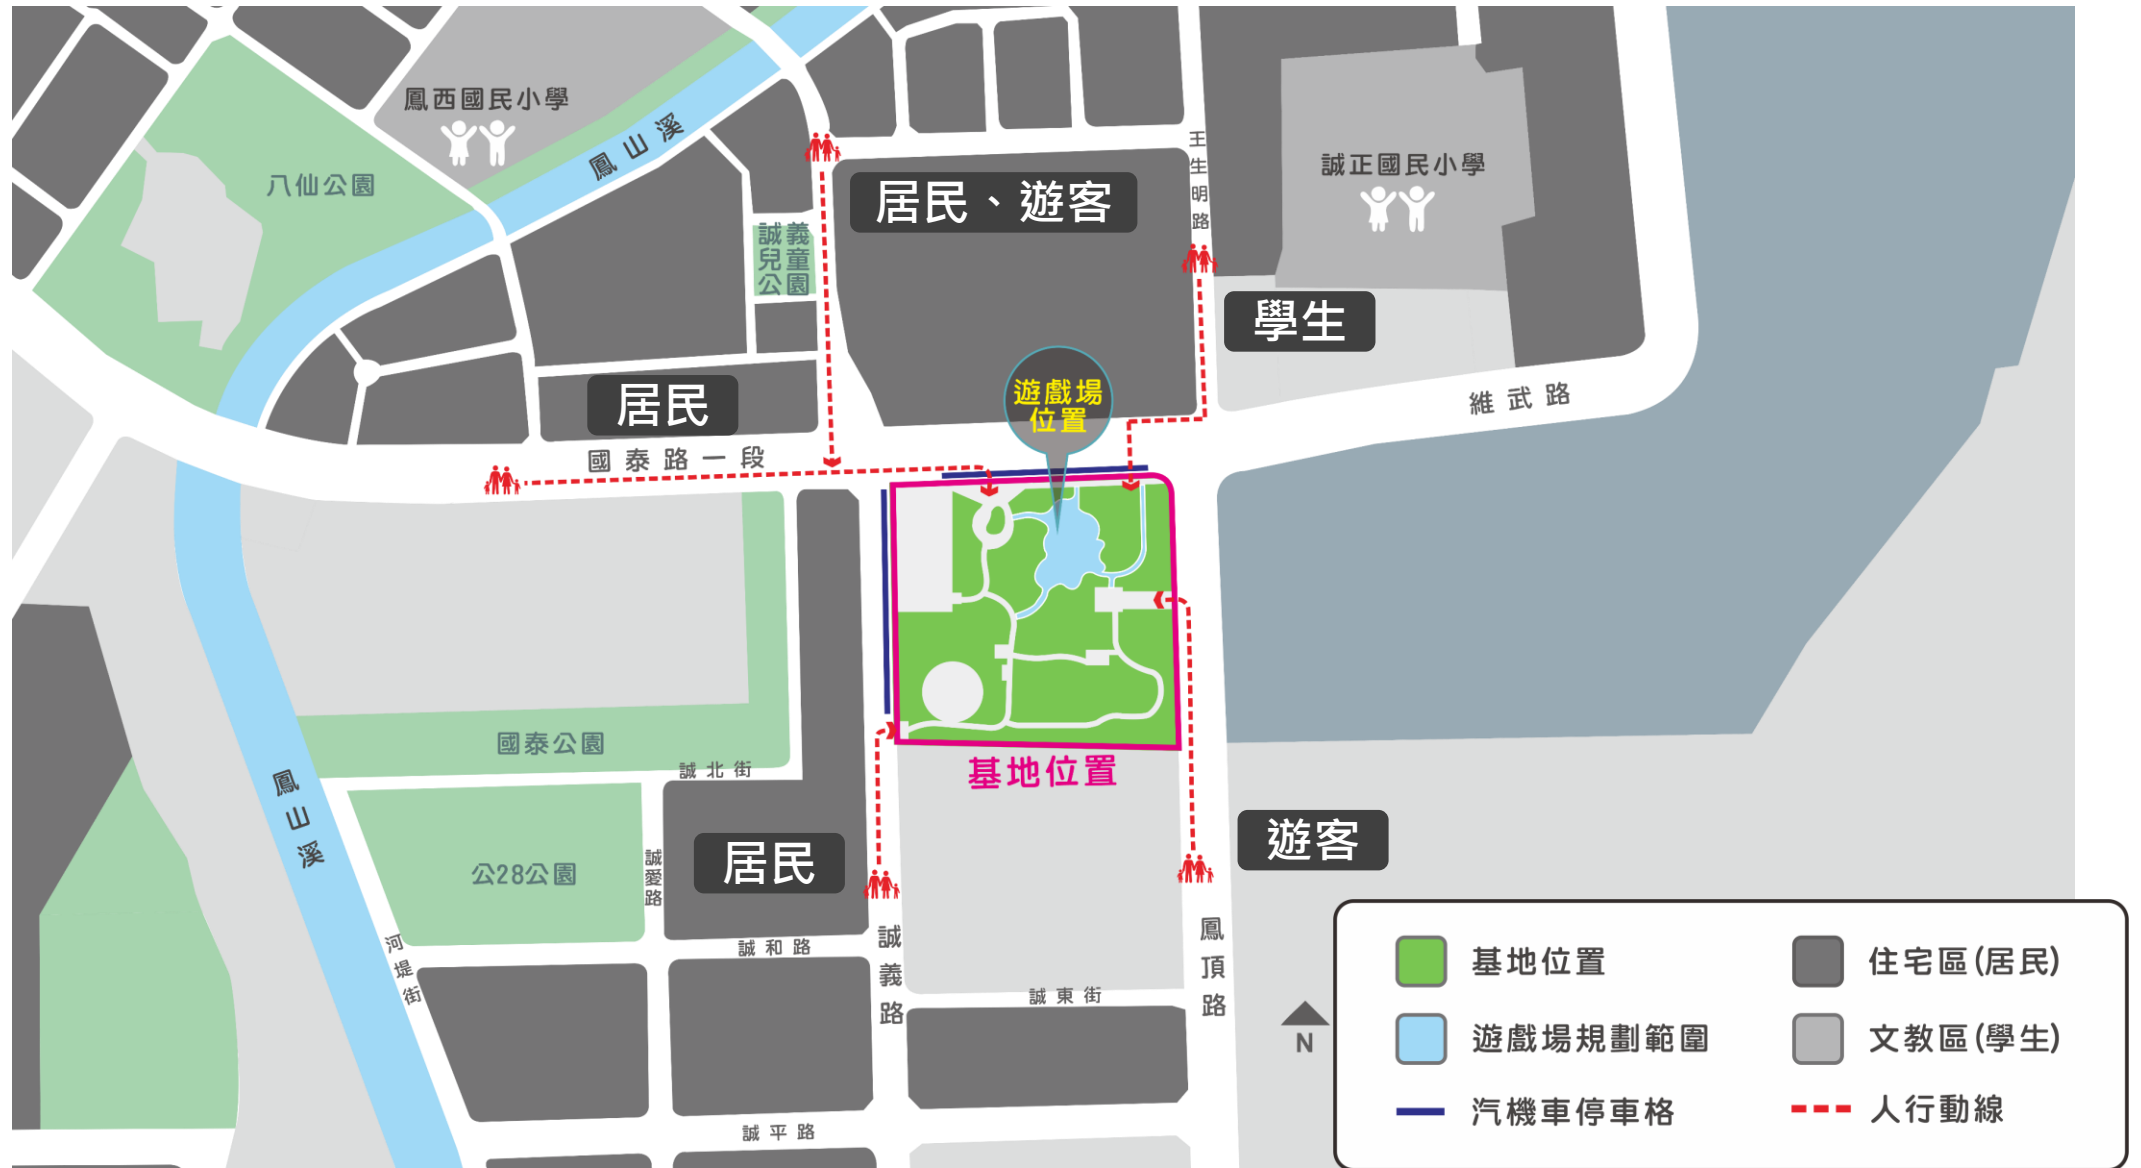 鳳西國民小學
鳳山溪
八仙公園
王生明路
誠正國民小學
居民、遊客
誠義
兒童
公園
學生
遊戲場
位置
居民
維武路
國泰路一段
國泰公園
誠北街
基地位置
鳳山溪
遊客
公28公園
誠愛路
居民
河堤街
誠和路
誠義路
鳳頂路
誠東街
誠平路
N
基地位置
住宅區(居民)
遊戲場規劃範圍
文教區(學生)
汽機車停車格
人行動線